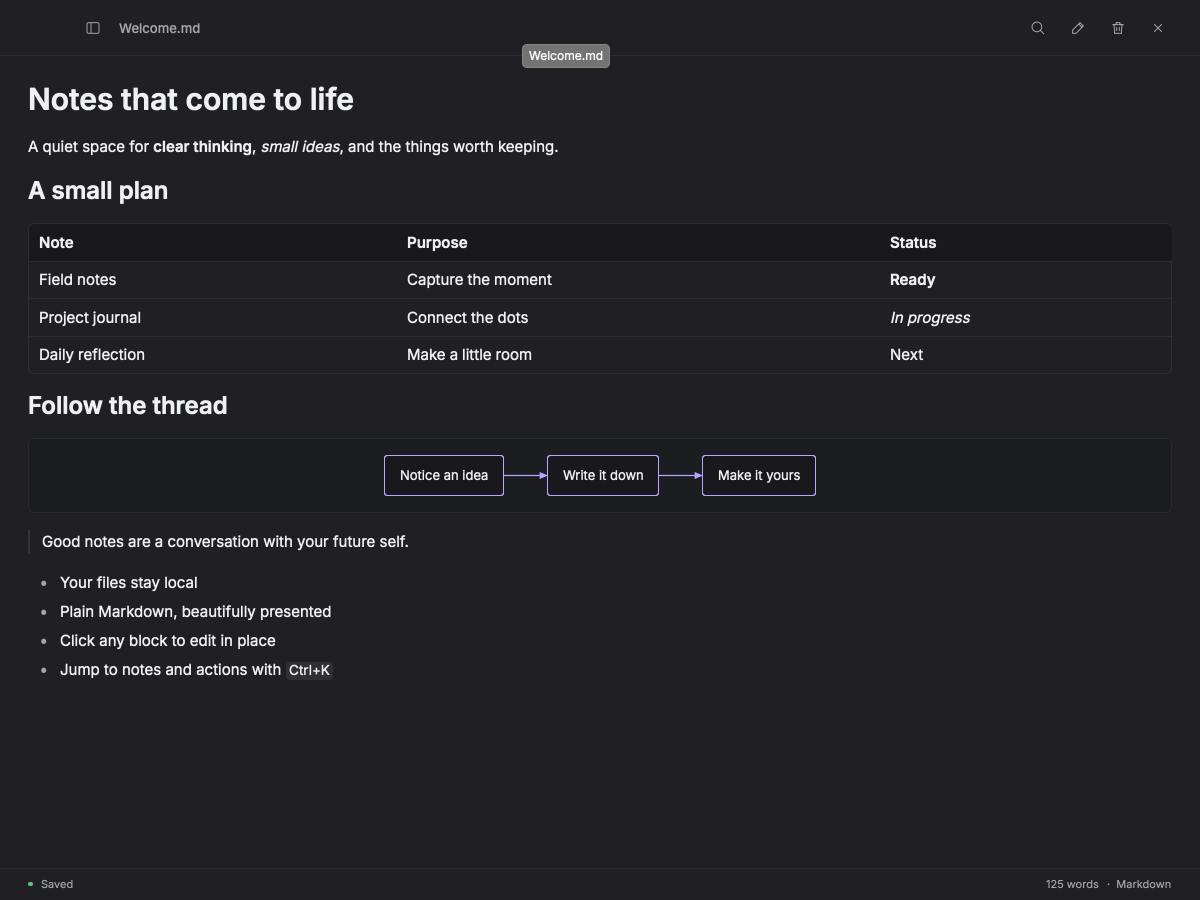 Welcome.md
Welcome.md
Notes that come to life
A quiet space for clear thinking, small ideas, and the things worth keeping.
A small plan
Note Purpose Status
Field notes Capture the moment Ready
Project journal Connect the dots In progress
Daily reflection Make a little room Next
Follow the thread
Notice an idea Write it down Make it yours
Good notes are a conversation with your future self.
Your files stay local
Plain Markdown, beautifully presented
Click any block to edit in place
Jump to notes and actions with Ctrl+K
Saved 125 words · Markdown